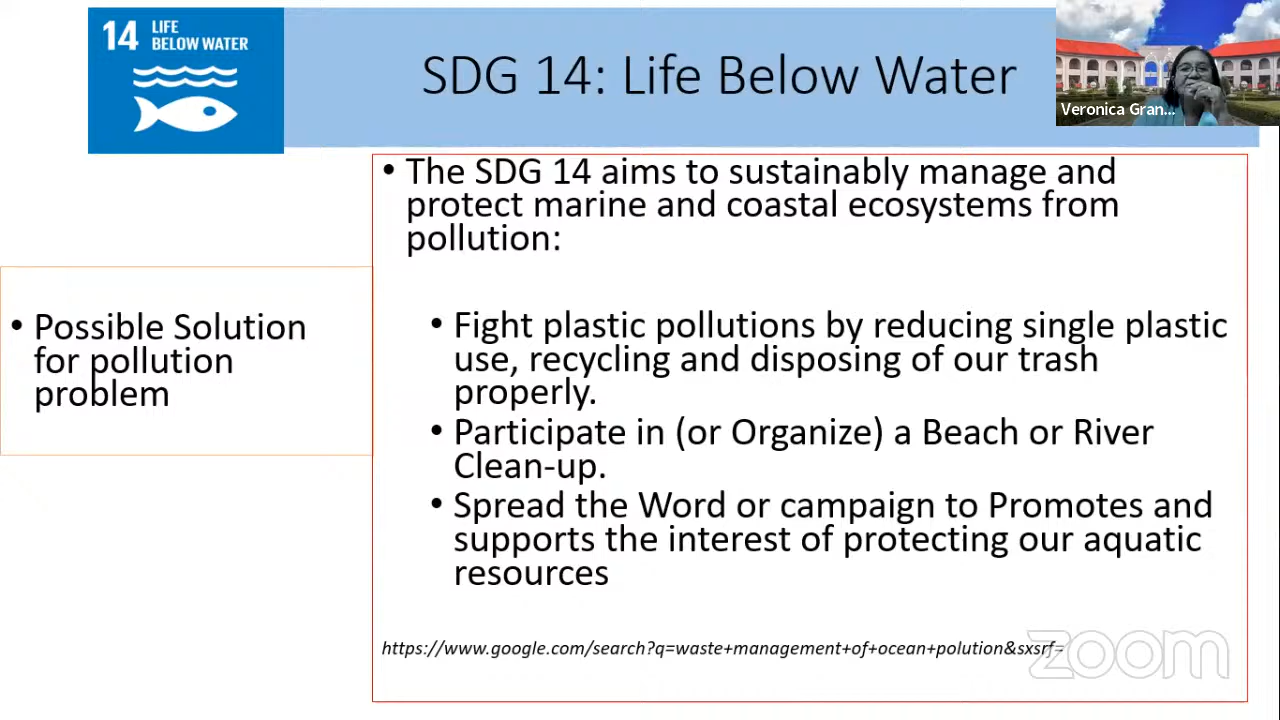 14 LIFE
BELOW WATER
SDG 14: Life Below Water
Veronica Gran...
• The SDG 14 aims to sustainably manage and
protect marine and coastal ecosystems from
pollution:
• Possible Solution
for pollution
problem
• Fight plastic pollutions by reducing single plastic
use, recycling and disposing of our trash
properly.
• Participate in (or Organize) a Beach or River
Clean-up.
• Spread the Word or campaign to Promotes and
supports the interest of protecting our aquatic
resources
https://www.google.com/search?q=waste+management+of+ocean+polution&sxsrf=
zoom